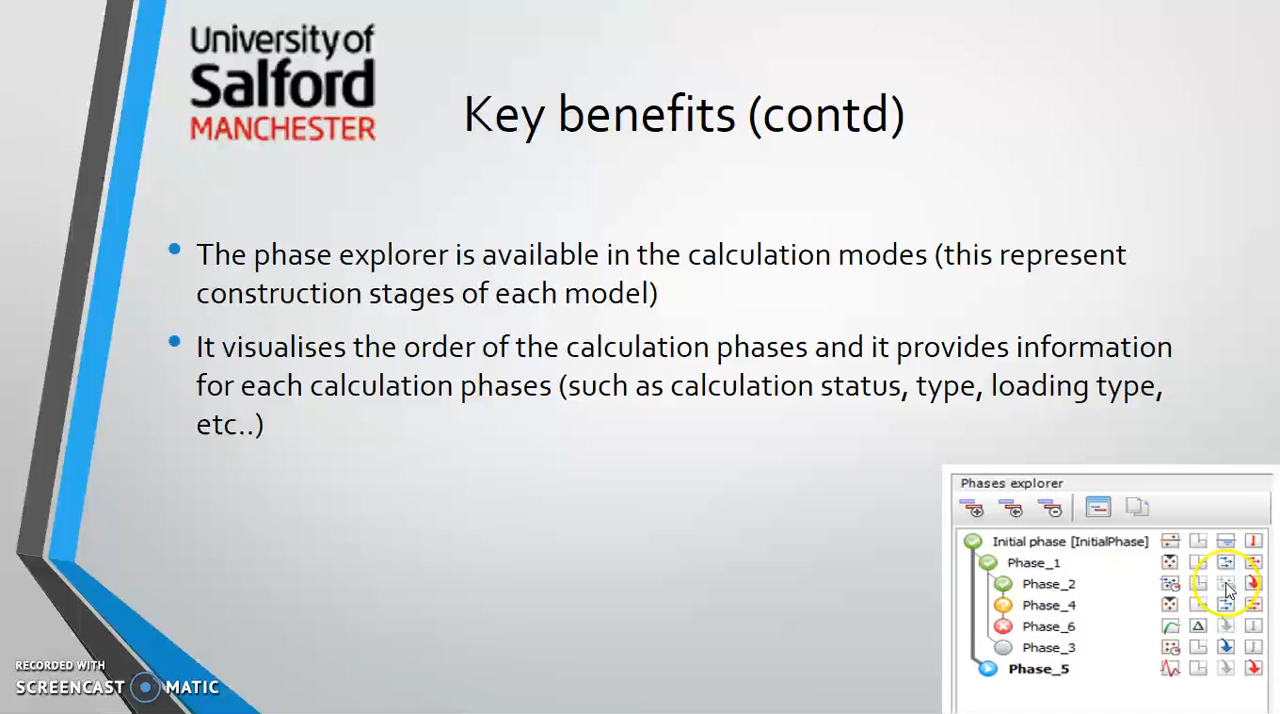 University of
Salford
MANCHESTER
Key benefits (contd)
• The phase explorer is available in the calculation modes (this represent
construction stages of each model)
• It visualises the order of the calculation phases and it provides information
for each calculation phases (such as calculation status, type, loading type,
etc..)
Phases explorer
Initial phase [InitialPhase]
Phase_1
Phase_2
Phase_4
Phase_6
Phase_3
Phase_5
RECORDED WITH
SCREENCAST MATIC